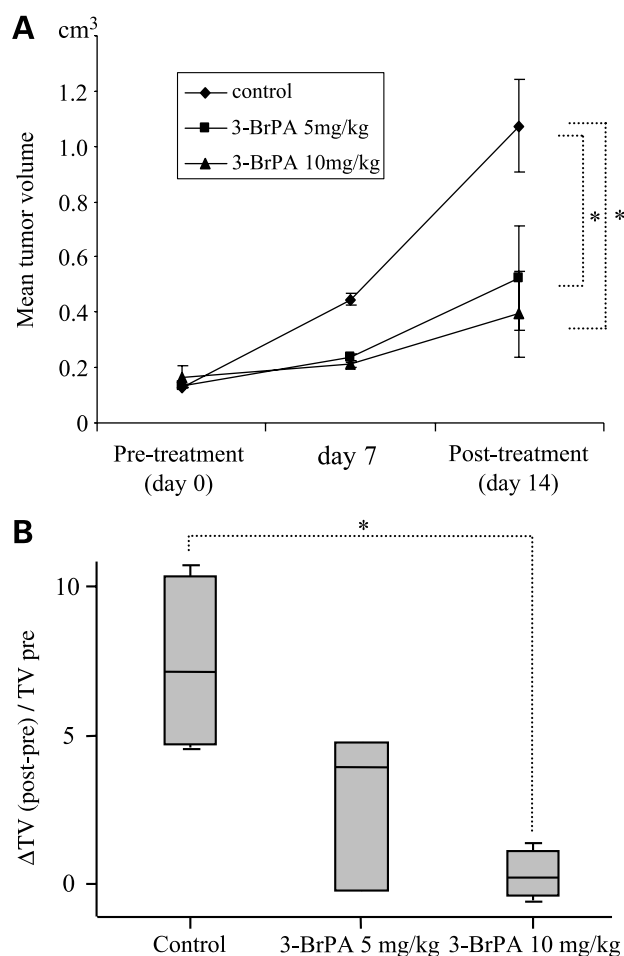 A
cm³
Mean tumor volume
1.2
1.0
0.8
0.6
0.4
0.2
0
control
3-BrPA 5mg/kg
3-BrPA 10mg/kg
*
*
Pre-treatment
(day 0)
day 7
Post-treatment
(day 14)
B
*
ΔTV (post-pre) / TV pre
10
5
0
Control
3-BrPA 5 mg/kg
3-BrPA 10 mg/kg